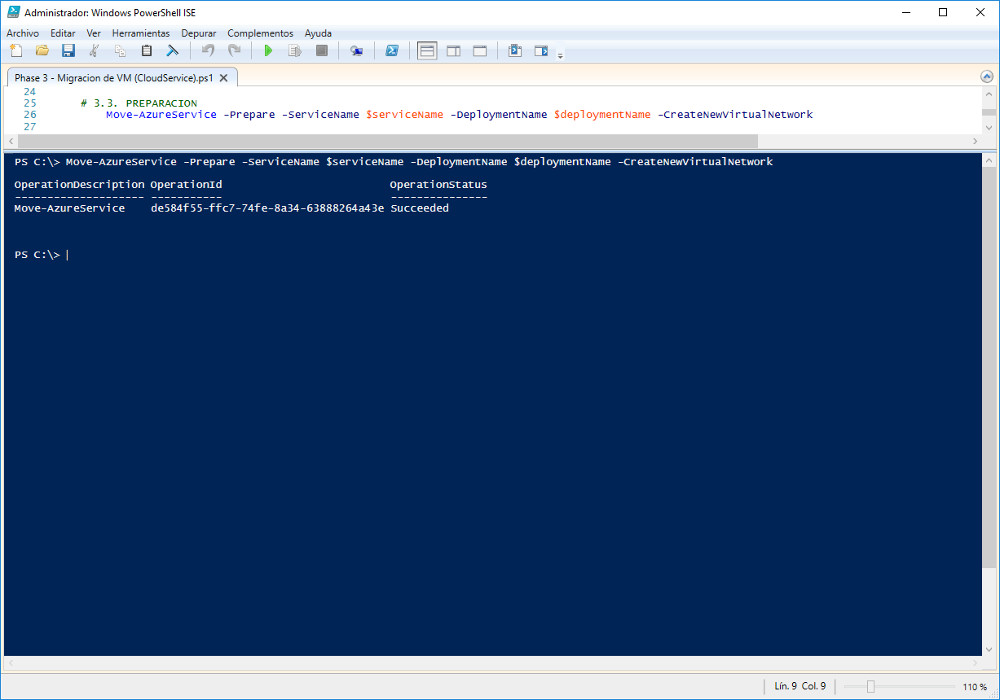 Administrador: Windows PowerShell ISE
Archivo Editar Ver Herramientas Depurar Complementos Ayuda
Phase 3 - Migracion de VM (CloudService).ps1
24
25 # 3.3. PREPARACION
26 Move-AzureService -Prepare -ServiceName $serviceName -DeploymentName $deploymentName -CreateNewVirtualNetwork
27
PS C:\> Move-AzureService -Prepare -ServiceName $serviceName -DeploymentName $deploymentName -CreateNewVirtualNetwork
OperationDescription OperationId OperationStatus
-------------------- ----------- ---------------
Move-AzureService de584f55-ffc7-74fe-8a34-63888264a43e Succeeded
PS C:\>
Lín. 9 Col. 9 110 %